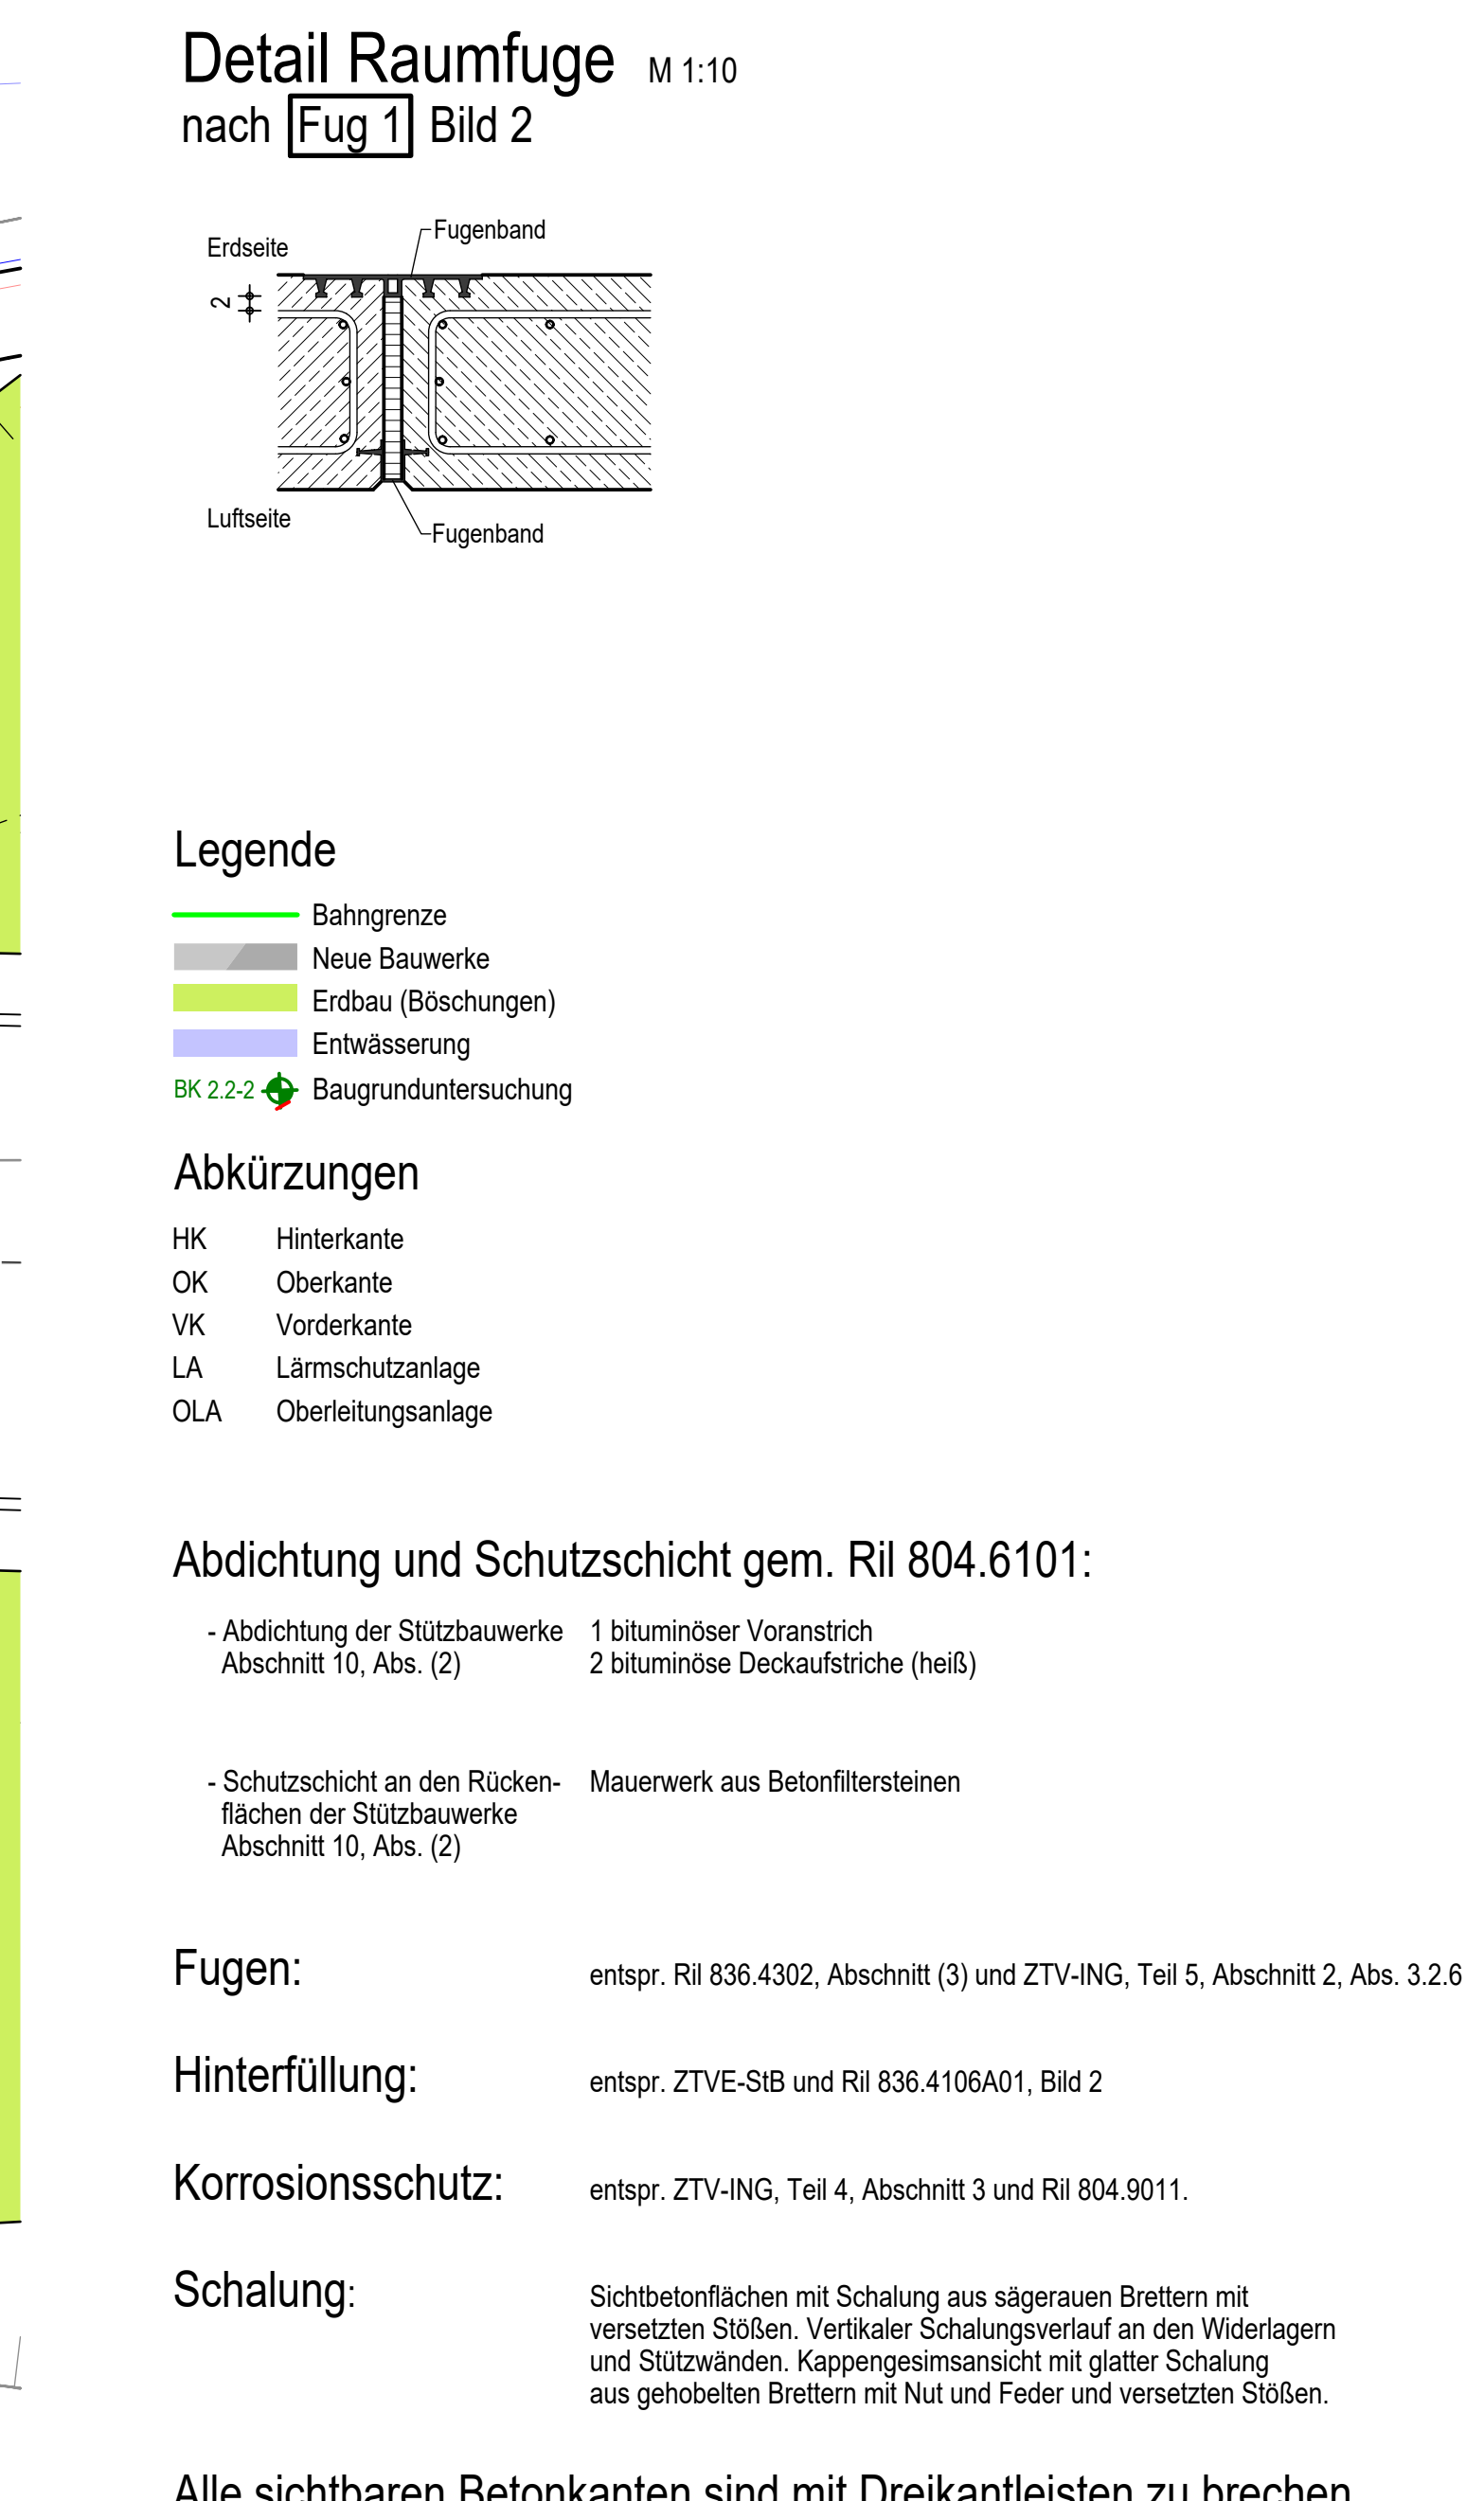 Detail Raumfuge M 1:10
nach Fug 1 Bild 2
Fugenband
Erdseite
2
Luftseite
Fugenband
Legende
Bahngrenze
Neue Bauwerke
Erdbau (Böschungen)
Entwässerung
BK 2.2-2 Baugrunduntersuchung
Abkürzungen
HK Hinterkante
OK Oberkante
VK Vorderkante
LA Lärmschutzanlage
OLA Oberleitungsanlage
Abdichtung und Schutzschicht gem. Ril 804.6101:
- Abdichtung der Stützbauwerke 1 bituminöser Voranstrich
Abschnitt 10, Abs. (2) 2 bituminöse Deckaufstriche (heiß)
- Schutzschicht an den Rücken- Mauerwerk aus Betonfiltersteinen
flächen der Stützbauwerke
Abschnitt 10, Abs. (2)
Fugen: entspr. Ril 836.4302, Abschnitt (3) und ZTV-ING, Teil 5, Abschnitt 2, Abs. 3.2.6
Hinterfüllung: entspr. ZTVE-StB und Ril 836.4106A01, Bild 2
Korrosionsschutz: entspr. ZTV-ING, Teil 4, Abschnitt 3 und Ril 804.9011.
Schalung: Sichtbetonflächen mit Schalung aus sägerauen Brettern mit
versetzten Stößen. Vertikaler Schalungsverlauf an den Widerlagern
und Stützwänden. Kappengesimsansicht mit glatter Schalung
aus gehobelten Brettern mit Nut und Feder und versetzten Stößen.
Alle sichtbaren Betonkanten sind mit Dreikantleisten zu brechen